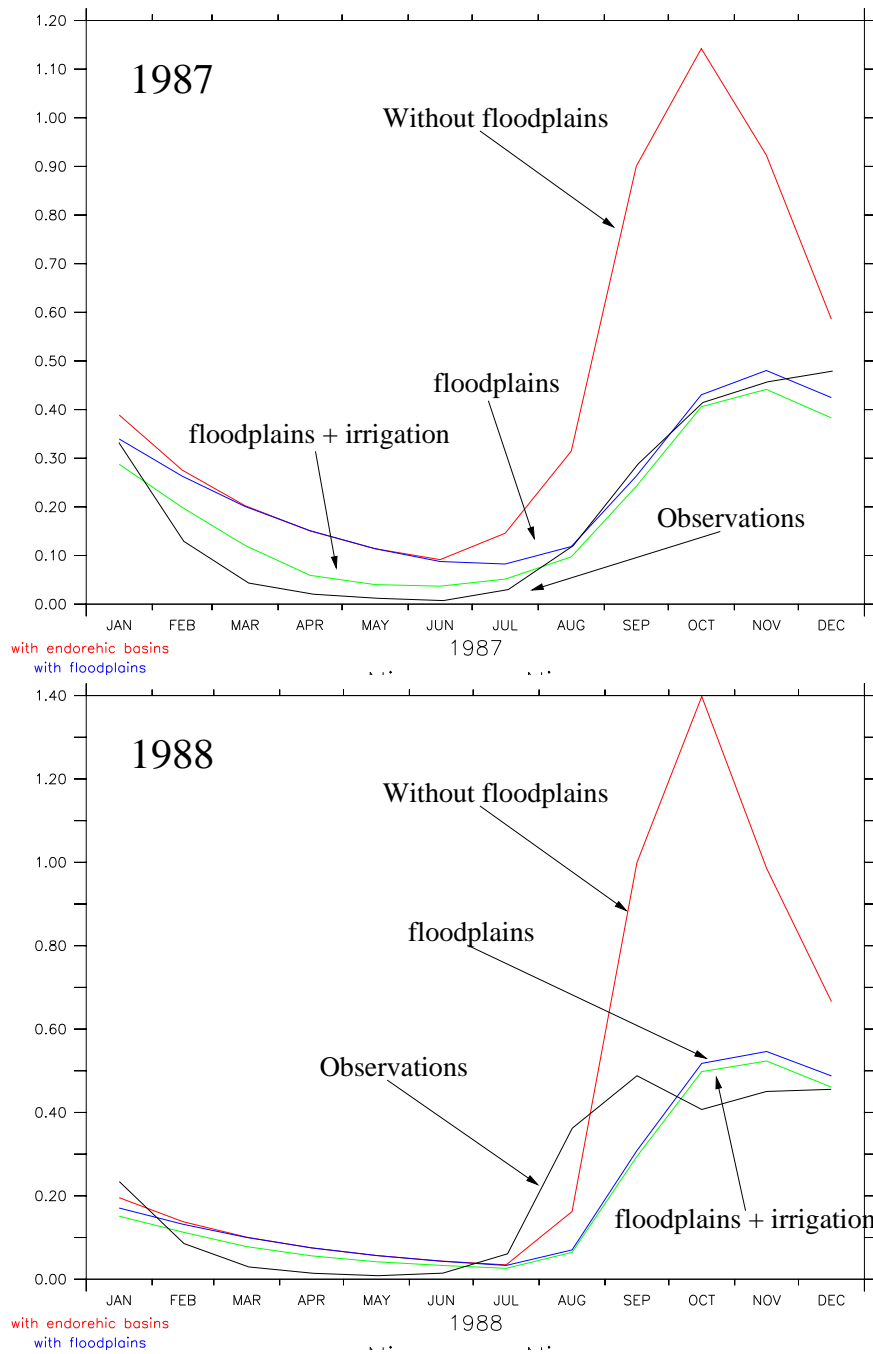 1.20
1987
1.10
Without floodplains
1.00
0.90
0.80
0.70
0.60
0.50
floodplains
0.40
floodplains + irrigation
0.30
0.20
Observations
0.10
0.00
JAN FEB MAR APR MAY JUN JUL AUG SEP OCT NOV DEC
1987
with endorehic basins
with floodplains
1.40
1988
1.20
Without floodplains
1.00
floodplains
0.80
0.60
Observations
0.40
0.20
floodplains + irrigation
0.00
JAN FEB MAR APR MAY JUN JUL AUG SEP OCT NOV DEC
1988
with endorehic basins
with floodplains